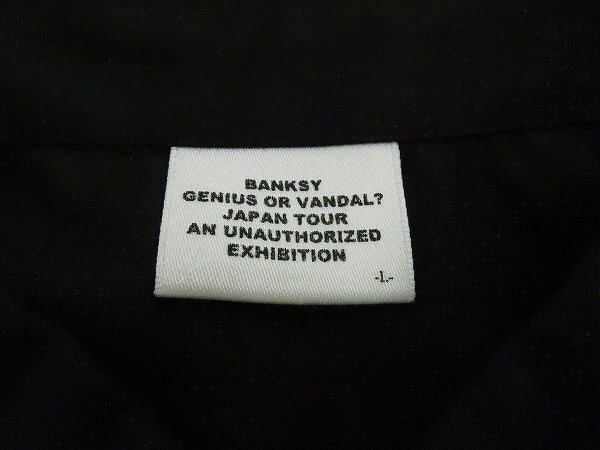 BANKSY
GENIUS OR VANDAL?
JAPAN TOUR
AN UNAUTHORIZED
EXHIBITION
-L-